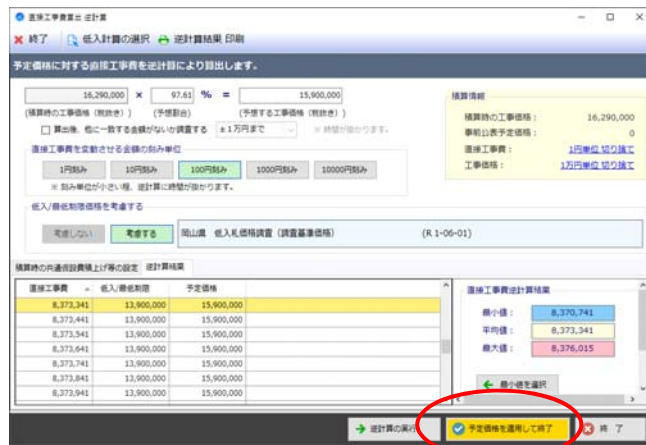 直接工事費算出 逆計算
終了 低入計算の選択 逆計算結果 印刷
予定価格に対する直接工事費を逆計算により算出します。
16,290,000 × 97.61 % = 15,900,000
(積算時の工事価格（税抜き）) (予想割合) (予想する工事価格（税抜き）)
算出後、他に一致する金額がないか調査する ±1万円まで ※ 時間が掛かります。
直接工事費を変動させる金額の刻み単位
1円刻み 10円刻み 100円刻み 1000円刻み 10000円刻み
※ 刻み単位が小さい程、逆計算に時間が掛かります。
積算情報
積算時の工事価格： 16,290,000
事前公表予定価格： 0
直接工事費： 1円単位 切り捨て
工事価格： 1万円単位 切り捨て
低入/最低制限価格を考慮する
考慮しない 考慮する 岡山県 低入札価格調査（調査基準価格） (R 1-06-01)
積算時の共通仮設費積上げ等の設定 逆計算結果
直接工事費 低入/最低制限 予定価格
8,373,341 13,900,000 15,900,000
8,373,441 13,900,000 15,900,000
8,373,541 13,900,000 15,900,000
8,373,641 13,900,000 15,900,000
8,373,741 13,900,000 15,900,000
8,373,841 13,900,000 15,900,000
8,373,941 13,900,000 15,900,000
直接工事費逆計算結果
最小値： 8,370,741
平均値： 8,373,341
最大値： 8,376,015
最小値を選択
逆計算の実行 予定価格を適用して終了 終 了